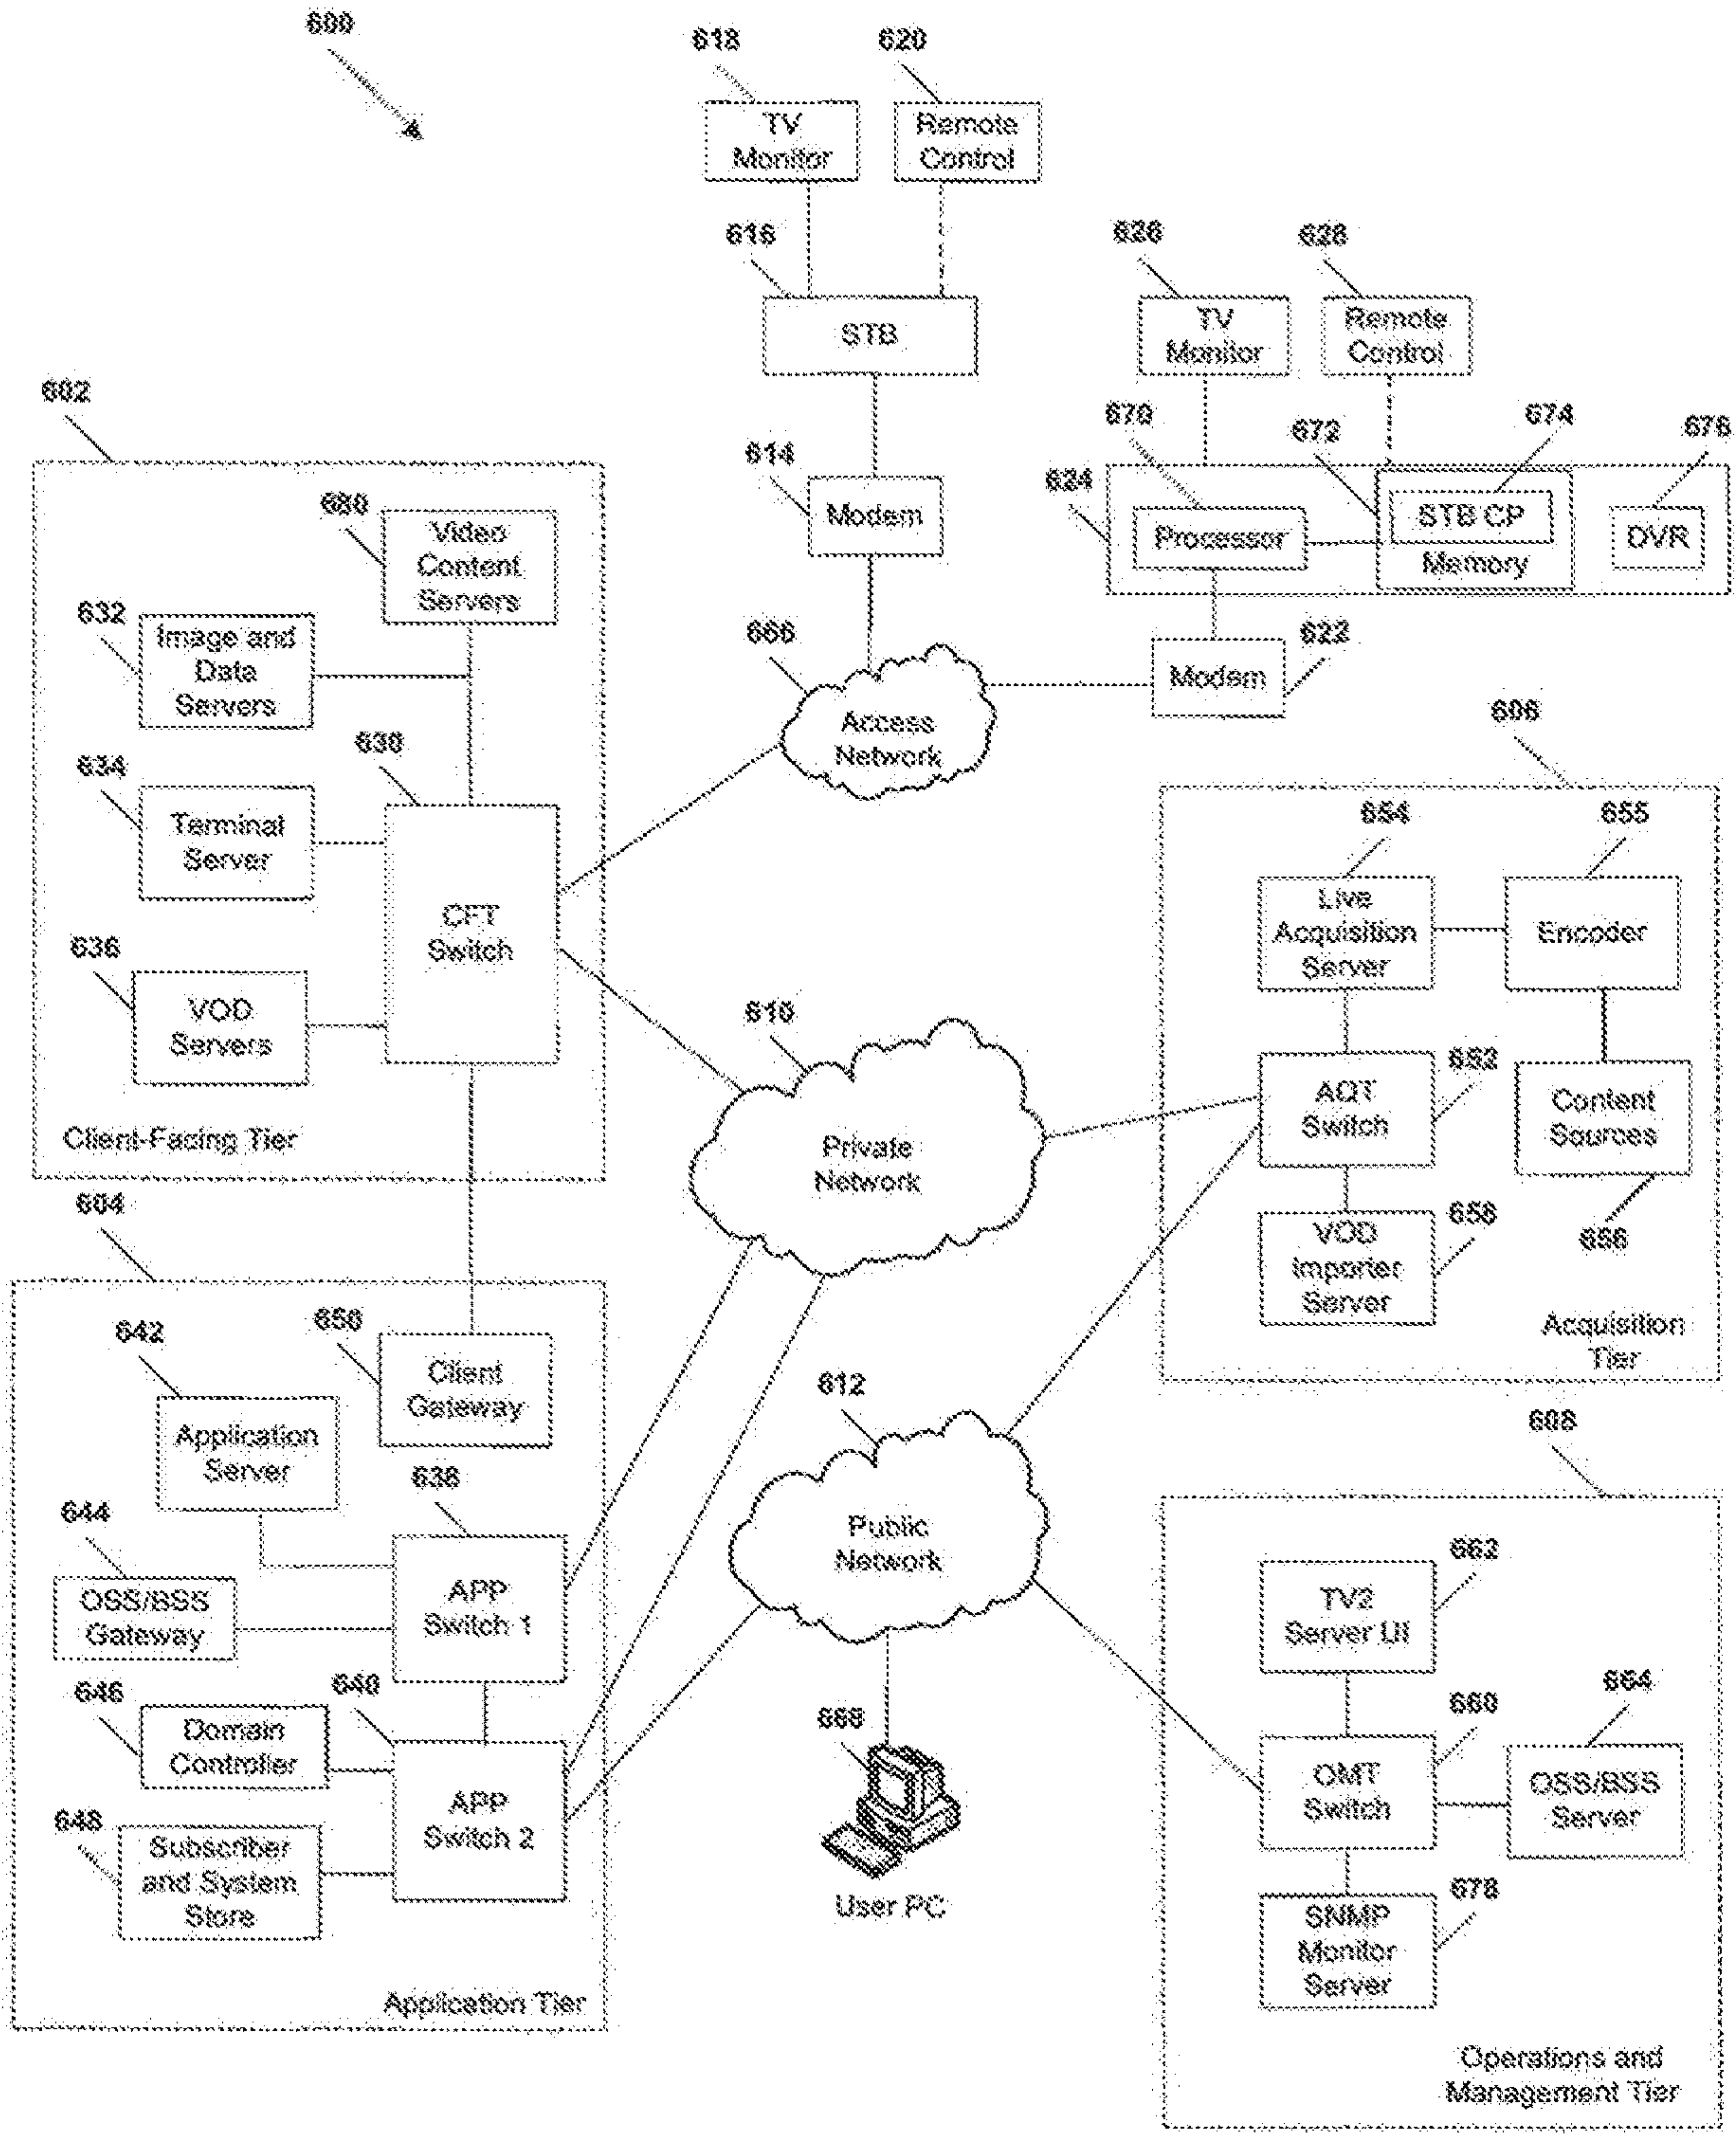 600
618
620
TV
Monitor
Remote
Control
616
STB
626
628
TV
Monitor
Remote
Control
602
614
Modem
670
672
674
676
624
Processor
STB CP
Memory
DVR
680
Video
Content
Servers
632
Image and
Data
Servers
666
Access
Network
622
Modem
606
634
Terminal
Server
630
CFT
Switch
636
VOD
Servers
Client-Facing Tier
654
655
Live
Acquisition
Server
Encoder
610
Private
Network
AQT
Switch
652
Content
Sources
656
VOD
Importer
Server
658
Acquisition
Tier
604
642
650
Client
Gateway
Application
Server
638
644
OSS/BSS
Gateway
APP
Switch 1
646
640
Domain
Controller
APP
Switch 2
648
Subscriber
and System
Store
Application Tier
612
Public
Network
668
User PC
608
662
TV2
Server UI
660
664
OMT
Switch
OSS/BSS
Server
678
SNMP
Monitor
Server
Operations and
Management Tier